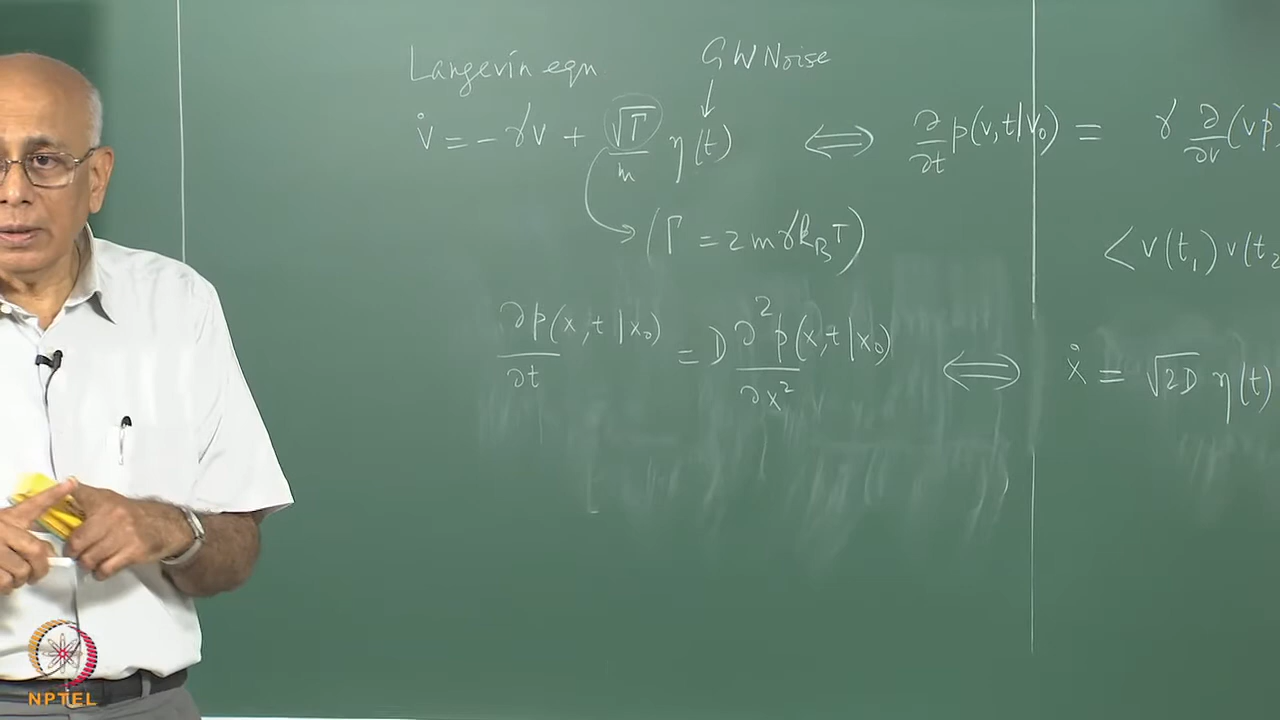 Langevin eqn.
GW Noise
v̇ = -γv + √Γ/m η(t) ⟺ ∂/∂t p(v,t|v₀) = γ ∂/∂v (vp)
(Γ = 2mγk_BT)
<v(t₁) v(t₂
∂p(x,t|x₀)/∂t = D ∂²p(x,t|x₀)/∂x² ⟺ ẋ = √2D η(t)
NPTEL